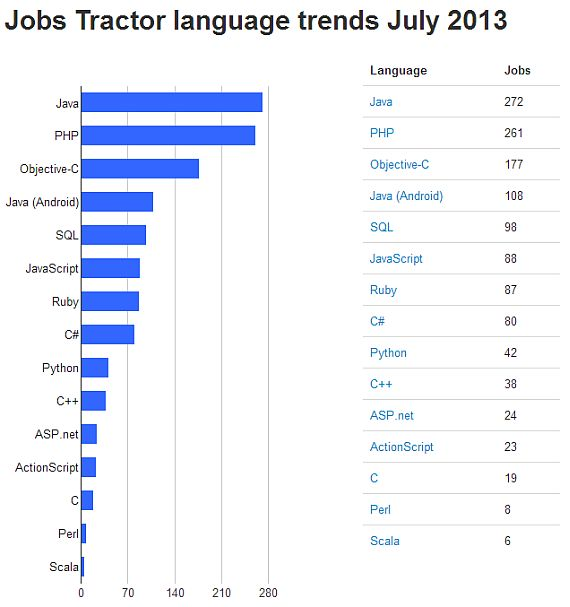 Jobs Tractor language trends July 2013
Java
PHP
Objective-C
Java (Android)
SQL
JavaScript
Ruby
C#
Python
C++
ASP.net
ActionScript
C
Perl
Scala
0 70 140 210 280
Language Jobs
Java 272
PHP 261
Objective-C 177
Java (Android) 108
SQL 98
JavaScript 88
Ruby 87
C# 80
Python 42
C++ 38
ASP.net 24
ActionScript 23
C 19
Perl 8
Scala 6